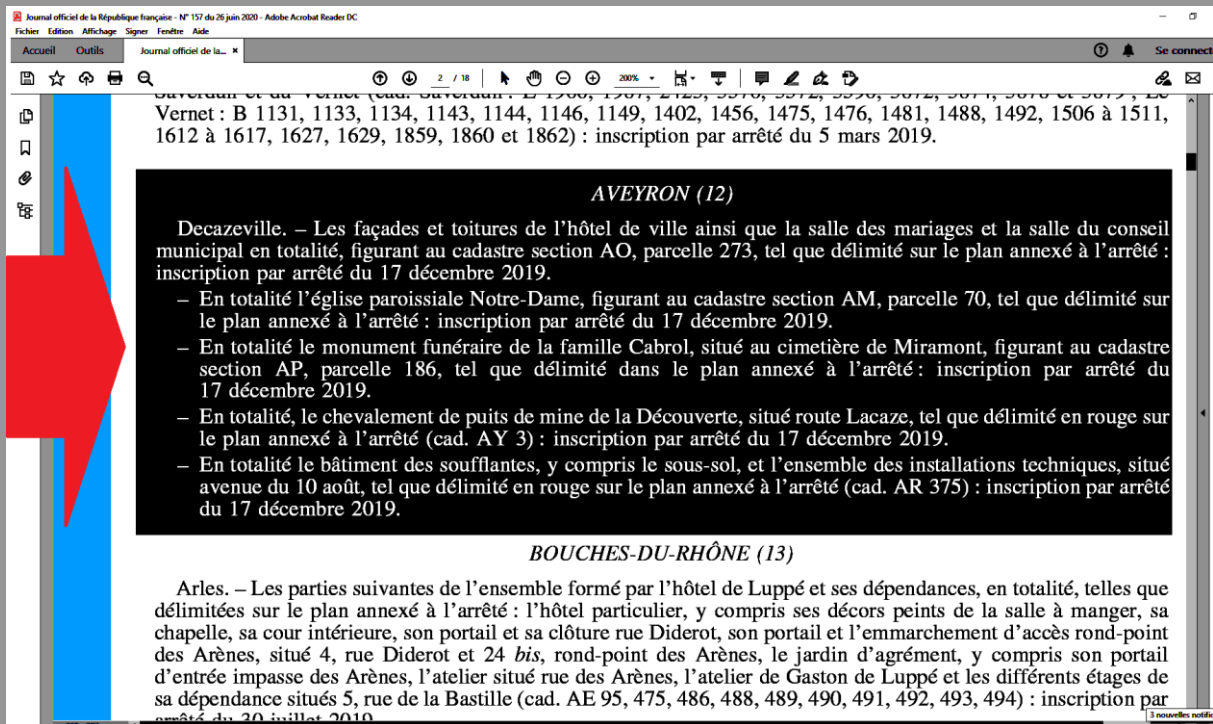 Journal officiel de la République française - N° 157 du 26 juin 2020 - Adobe Acrobat Reader DC
Fichier Edition Affichage Signer Fenêtre Aide
Accueil Outils Journal officiel de la... × Se connect
2 / 18 200%
Vernet : B 1131, 1133, 1134, 1143, 1144, 1146, 1149, 1402, 1456, 1475, 1476, 1481, 1488, 1492, 1506 à 1511,
1612 à 1617, 1627, 1629, 1859, 1860 et 1862) : inscription par arrêté du 5 mars 2019.
AVEYRON (12)
Decazeville. – Les façades et toitures de l’hôtel de ville ainsi que la salle des mariages et la salle du conseil
municipal en totalité, figurant au cadastre section AO, parcelle 273, tel que délimité sur le plan annexé à l’arrêté :
inscription par arrêté du 17 décembre 2019.
– En totalité l’église paroissiale Notre-Dame, figurant au cadastre section AM, parcelle 70, tel que délimité sur
le plan annexé à l’arrêté : inscription par arrêté du 17 décembre 2019.
– En totalité le monument funéraire de la famille Cabrol, situé au cimetière de Miramont, figurant au cadastre
section AP, parcelle 186, tel que délimité dans le plan annexé à l’arrêté : inscription par arrêté du
17 décembre 2019.
– En totalité, le chevalement de puits de mine de la Découverte, situé route Lacaze, tel que délimité en rouge sur
le plan annexé à l’arrêté (cad. AY 3) : inscription par arrêté du 17 décembre 2019.
– En totalité le bâtiment des soufflantes, y compris le sous-sol, et l’ensemble des installations techniques, situé
avenue du 10 août, tel que délimité en rouge sur le plan annexé à l’arrêté (cad. AR 375) : inscription par arrêté
du 17 décembre 2019.
BOUCHES-DU-RHÔNE (13)
Arles. – Les parties suivantes de l’ensemble formé par l’hôtel de Luppé et ses dépendances, en totalité, telles que
délimitées sur le plan annexé à l’arrêté : l’hôtel particulier, y compris ses décors peints de la salle à manger, sa
chapelle, sa cour intérieure, son portail et sa clôture rue Diderot, son portail et l’emmarchement d’accès rond-point
des Arènes, situé 4, rue Diderot et 24 bis, rond-point des Arènes, le jardin d’agrément, y compris son portail
d’entrée impasse des Arènes, l’atelier situé rue des Arènes, l’atelier de Gaston de Luppé et les différents étages de
sa dépendance situés 5, rue de la Bastille (cad. AE 95, 475, 486, 488, 489, 490, 491, 492, 493, 494) : inscription par
arrêté du 30 juillet 2019
3 nouvelles notific